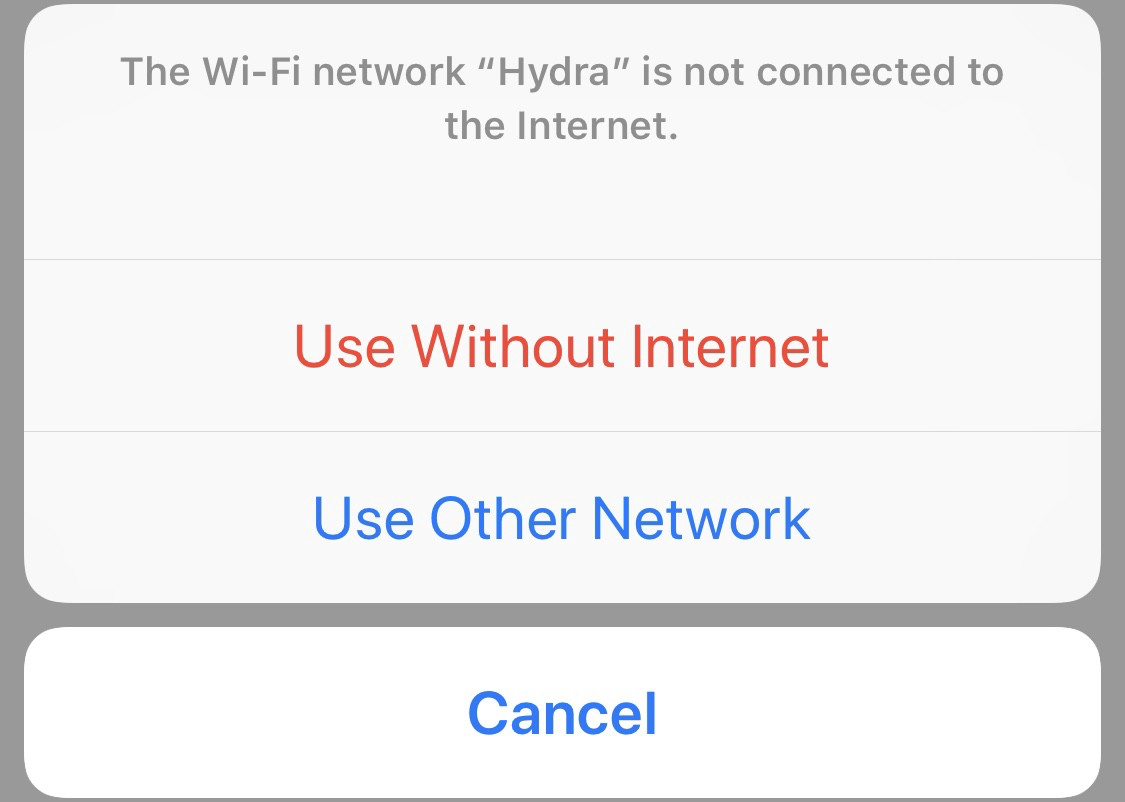 The Wi-Fi network “Hydra” is not connected to
the Internet.
Use Without Internet
Use Other Network
Cancel